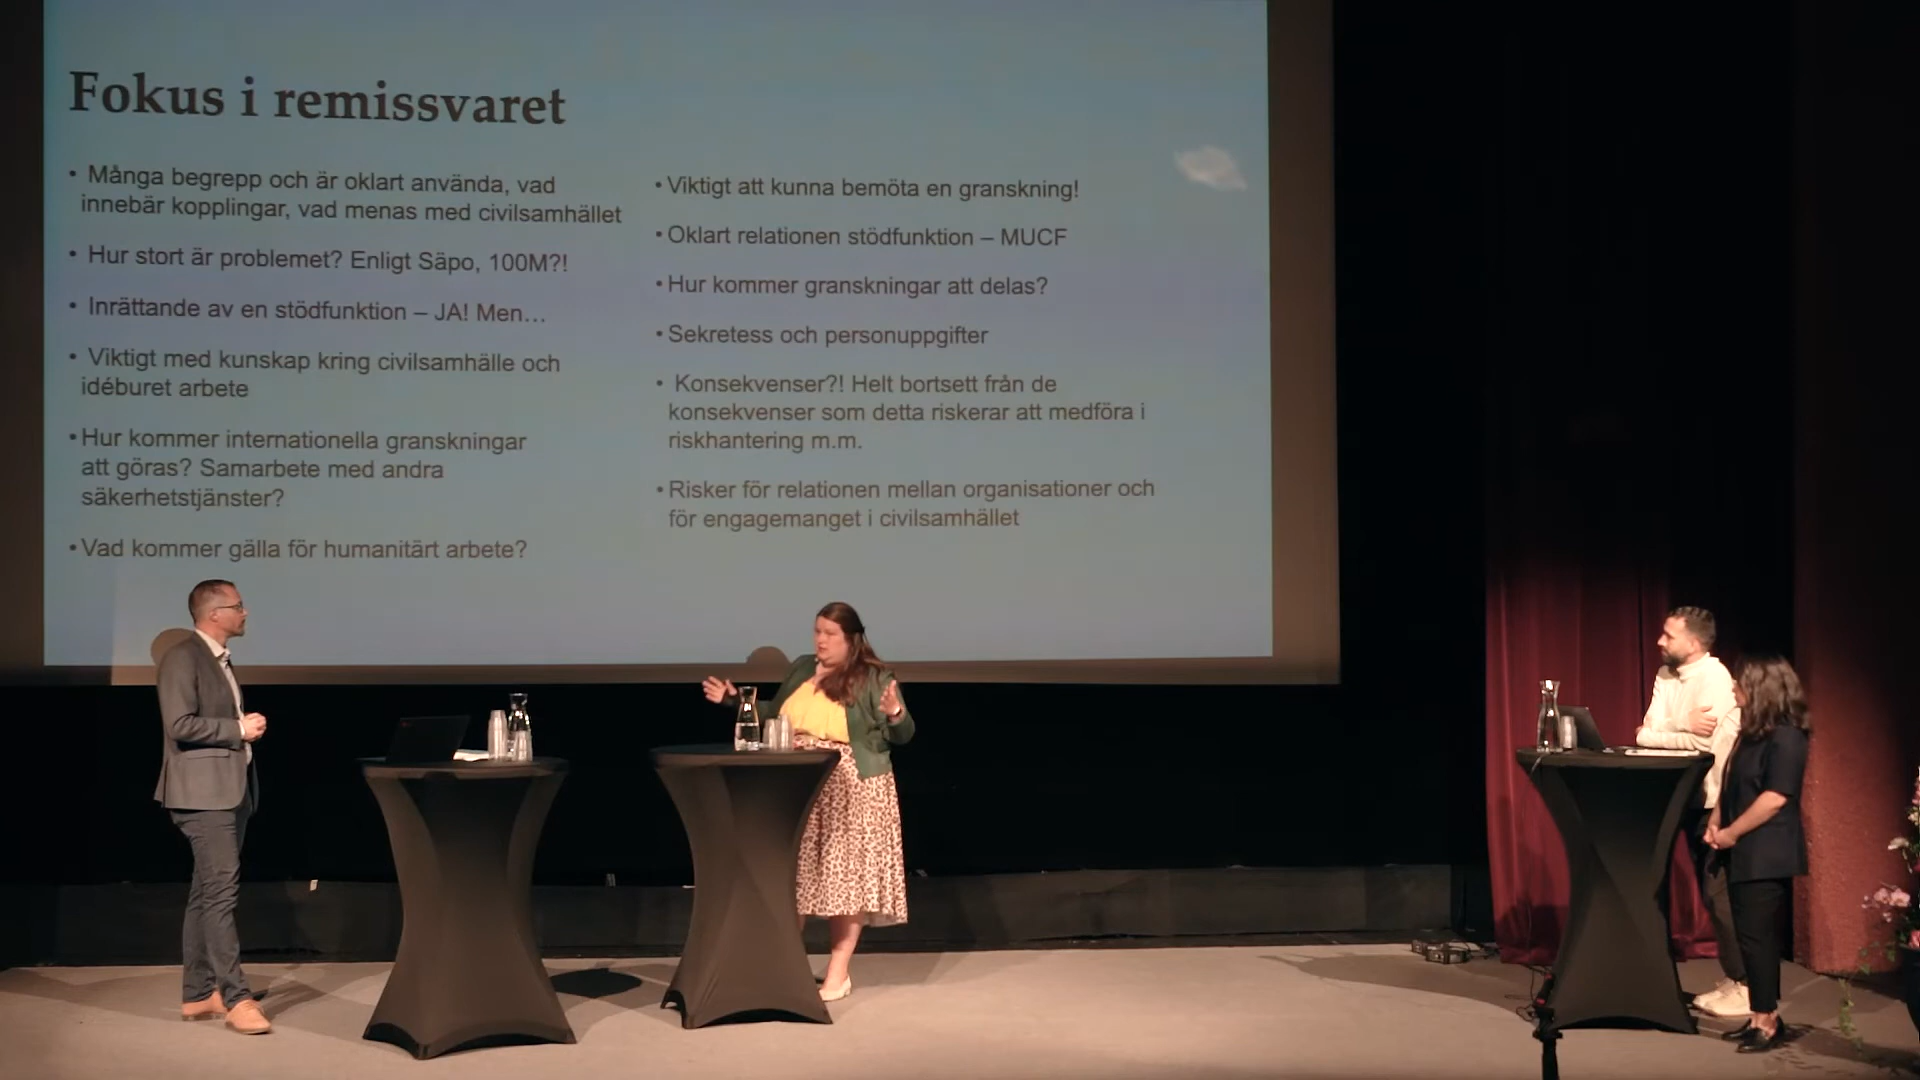 Fokus i remissvaret
• Många begrepp och är oklart använda, vad
innebär kopplingar, vad menas med civilsamhället
• Hur stort är problemet? Enligt Säpo, 100M?!
• Inrättande av en stödfunktion – JA! Men…
• Viktigt med kunskap kring civilsamhälle och
idéburet arbete
• Hur kommer internationella granskningar
att göras? Samarbete med andra
säkerhetstjänster?
• Vad kommer gälla för humanitärt arbete?
• Viktigt att kunna bemöta en granskning!
• Oklart relationen stödfunktion – MUCF
• Hur kommer granskningar att delas?
• Sekretess och personuppgifter
• Konsekvenser?! Helt bortsett från de
konsekvenser som detta riskerar att medföra i
riskhantering m.m.
• Risker för relationen mellan organisationer och
för engagemanget i civilsamhället